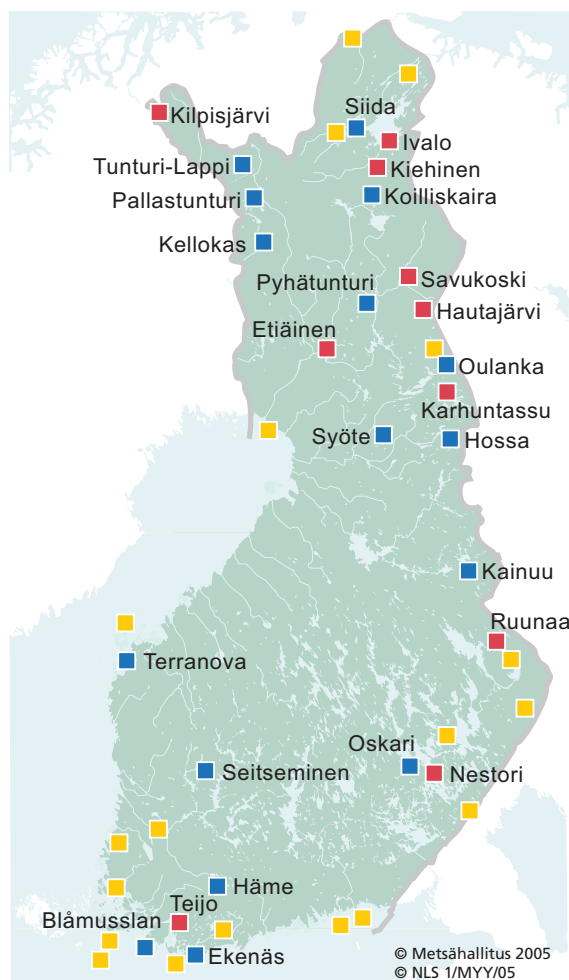 Siida
Kilpisjärvi
Ivalo
Tunturi-Lappi
Kiehinen
Pallastunturi
Koilliskaira
Kellokas
Pyhätunturi
Savukoski
Hautajärvi
Etiäinen
Oulanka
Karhuntassu
Syöte
Hossa
Kainuu
Ruunaa
Terranova
Oskari
Seitseminen
Nestori
Häme
Teijo
Blåmusslan
Ekenäs
© Metsähallitus 2005
© NLS 1/MYY/05